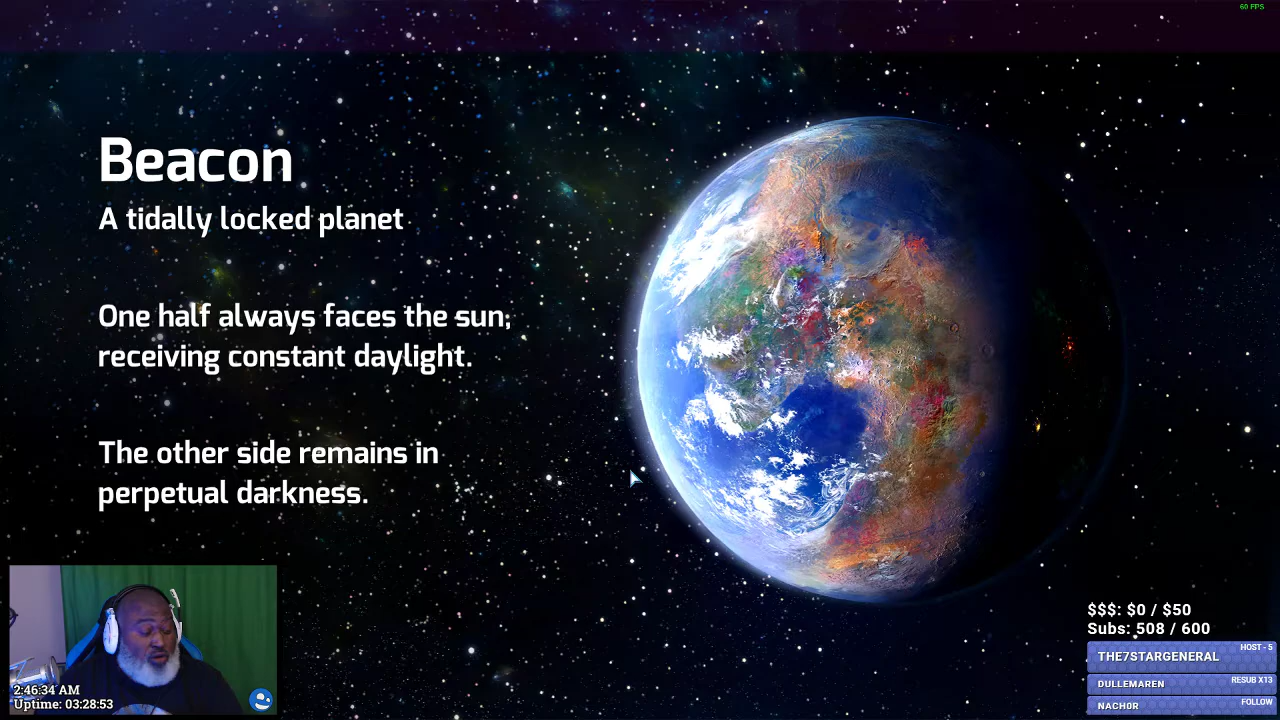 60 FPS
Beacon
A tidally locked planet
One half always faces the sun,
receiving constant daylight.
The other side remains in
perpetual darkness.
2:46:34 AM
Uptime: 03:28:53
$$$: $0 / $50
Subs: 508 / 600
THE7STARGENERAL HOST - 5
DULLEMAREN RESUB X13
NACH0R FOLLOW